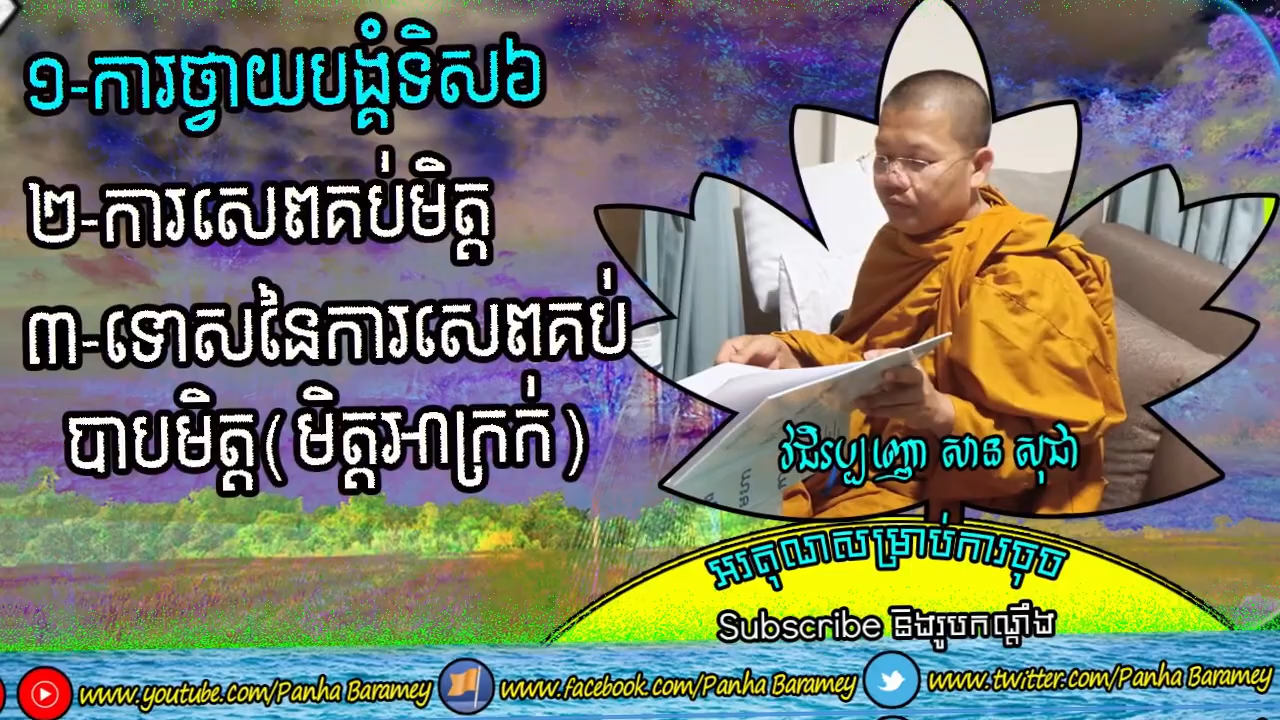 ១-ការថ្វាយបង្គំទិស៦
២-ការសេពគប់មិត្ត
៣-ទោសនៃការសេពគប់
បាបមិត្ត(មិត្តអាក្រក់)
វជិរប្បញ្ញោ សាន សុជា
អរគុណសម្រាប់ការចុច
Subscribe និងរូបកណ្ដឹង
www.youtube.com/Panha Baramey www.facebook.com/Panha Baramey www.twitter.com/Panha Baramey